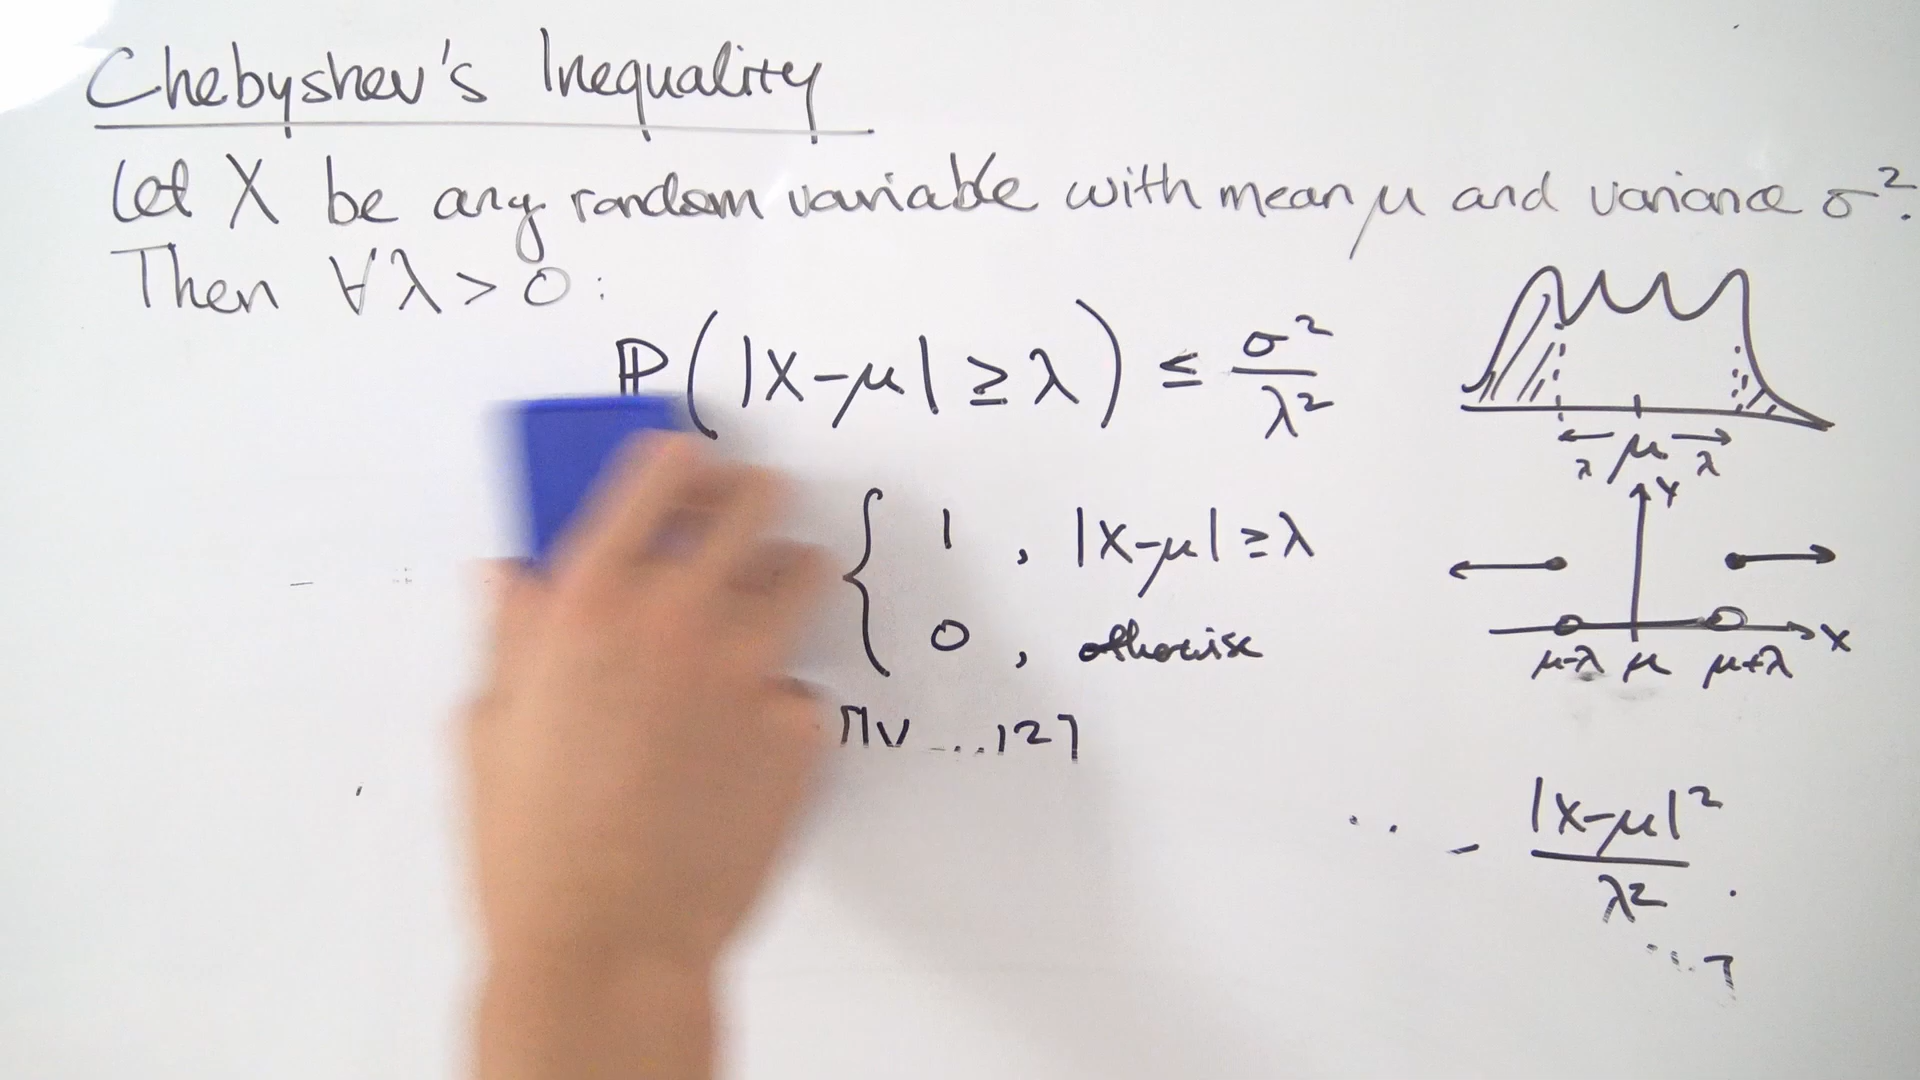 Chebyshev's Inequality
Let X be any random variable with mean μ and variance σ².
Then ∀λ > 0 :
ℙ( |X-μ| ≥ λ ) ≤ σ²/λ²
λ μ λ
Y
{ 1 , |X-μ| ≥ λ
0 , otherwise
X
μ-λ μ μ+λ
|X-μ|²/λ²